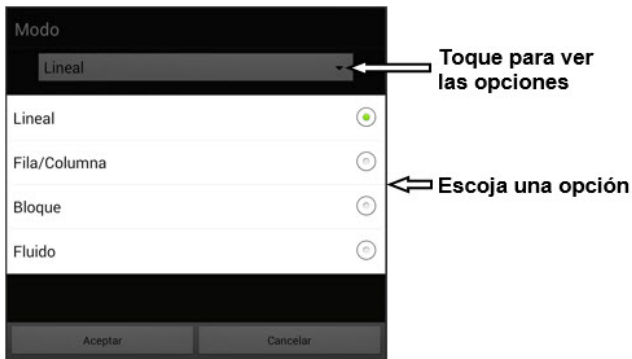 Modo
Lineal
Toque para ver
las opciones
Lineal
Fila/Columna
Bloque
Fluido
Escoja una opción
Aceptar
Cancelar